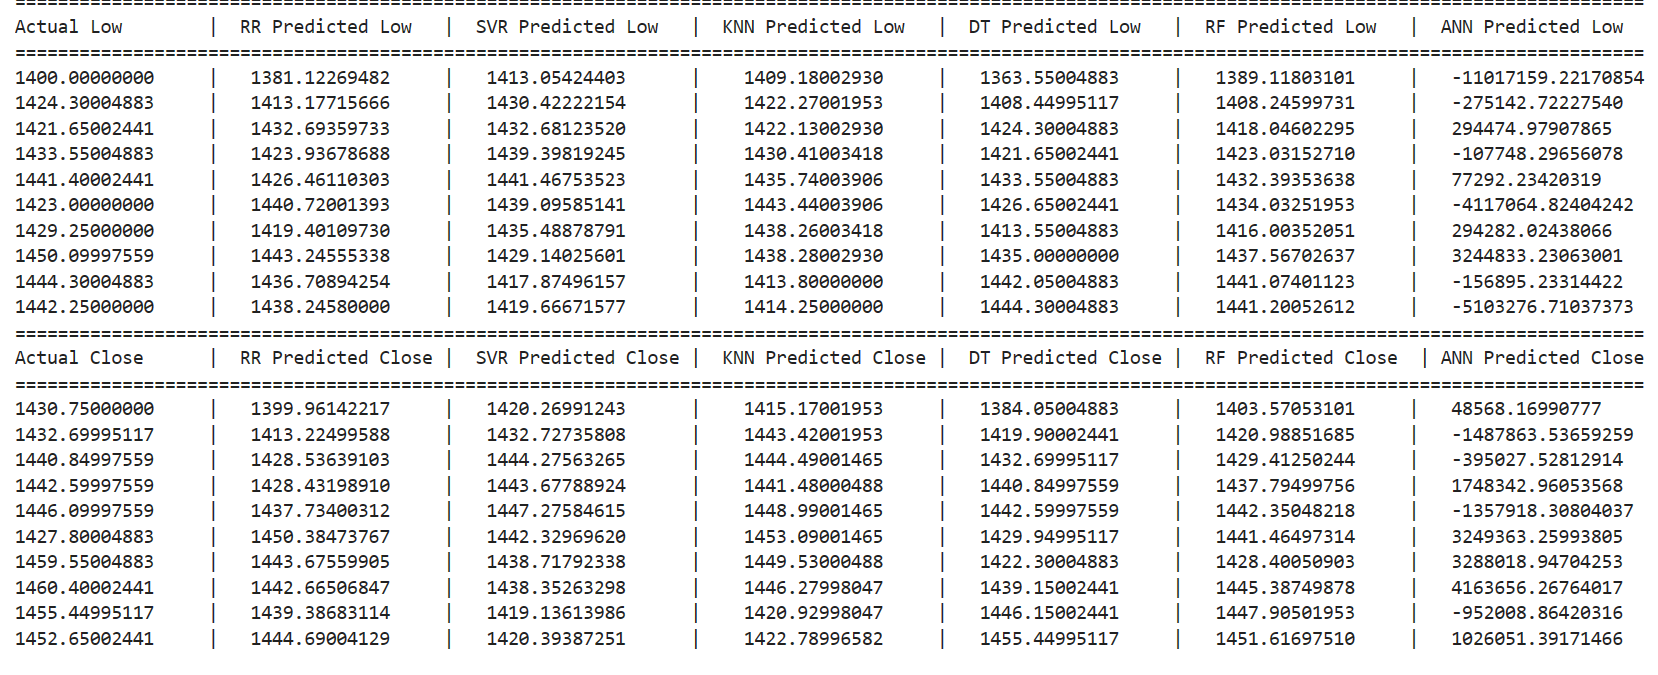 Actual Low | RR Predicted Low | SVR Predicted Low | KNN Predicted Low | DT Predicted Low | RF Predicted Low | ANN Predicted Low
1400.00000000 | 1381.12269482 | 1413.05424403 | 1409.18002930 | 1363.55004883 | 1389.11803101 | -11017159.22170854
1424.30004883 | 1413.17715666 | 1430.42222154 | 1422.27001953 | 1408.44995117 | 1408.24599731 | -275142.72227540
1421.65002441 | 1432.69359733 | 1432.68123520 | 1422.13002930 | 1424.30004883 | 1418.04602295 | 294474.97907865
1433.55004883 | 1423.93678688 | 1439.39819245 | 1430.41003418 | 1421.65002441 | 1423.03152710 | -107748.29656078
1441.40002441 | 1426.46110303 | 1441.46753523 | 1435.74003906 | 1433.55004883 | 1432.39353638 | 77292.23420319
1423.00000000 | 1440.72001393 | 1439.09585141 | 1443.44003906 | 1426.65002441 | 1434.03251953 | -4117064.82404242
1429.25000000 | 1419.40109730 | 1435.48878791 | 1438.26003418 | 1413.55004883 | 1416.00352051 | 294282.02438066
1450.09997559 | 1443.24555338 | 1429.14025601 | 1438.28002930 | 1435.00000000 | 1437.56702637 | 3244833.23063001
1444.30004883 | 1436.70894254 | 1417.87496157 | 1413.80000000 | 1442.05004883 | 1441.07401123 | -156895.23314422
1442.25000000 | 1438.24580000 | 1419.66671577 | 1414.25000000 | 1444.30004883 | 1441.20052612 | -5103276.71037373
Actual Close | RR Predicted Close | SVR Predicted Close | KNN Predicted Close | DT Predicted Close | RF Predicted Close | ANN Predicted Close
1430.75000000 | 1399.96142217 | 1420.26991243 | 1415.17001953 | 1384.05004883 | 1403.57053101 | 48568.16990777
1432.69995117 | 1413.22499588 | 1432.72735808 | 1443.42001953 | 1419.90002441 | 1420.98851685 | -1487863.53659259
1440.84997559 | 1428.53639103 | 1444.27563265 | 1444.49001465 | 1432.69995117 | 1429.41250244 | -395027.52812914
1442.59997559 | 1428.43198910 | 1443.67788924 | 1441.48000488 | 1440.84997559 | 1437.79499756 | 1748342.96053568
1446.09997559 | 1437.73400312 | 1447.27584615 | 1448.99001465 | 1442.59997559 | 1442.35048218 | -1357918.30804037
1427.80004883 | 1450.38473767 | 1442.32969620 | 1453.09001465 | 1429.94995117 | 1441.46497314 | 3249363.25993805
1459.55004883 | 1443.67559905 | 1438.71792338 | 1449.53000488 | 1422.30004883 | 1428.40050903 | 3288018.94704253
1460.40002441 | 1442.66506847 | 1438.35263298 | 1446.27998047 | 1439.15002441 | 1445.38749878 | 4163656.26764017
1455.44995117 | 1439.38683114 | 1419.13613986 | 1420.92998047 | 1446.15002441 | 1447.90501953 | -952008.86420316
1452.65002441 | 1444.69004129 | 1420.39387251 | 1422.78996582 | 1455.44995117 | 1451.61697510 | 1026051.39171466